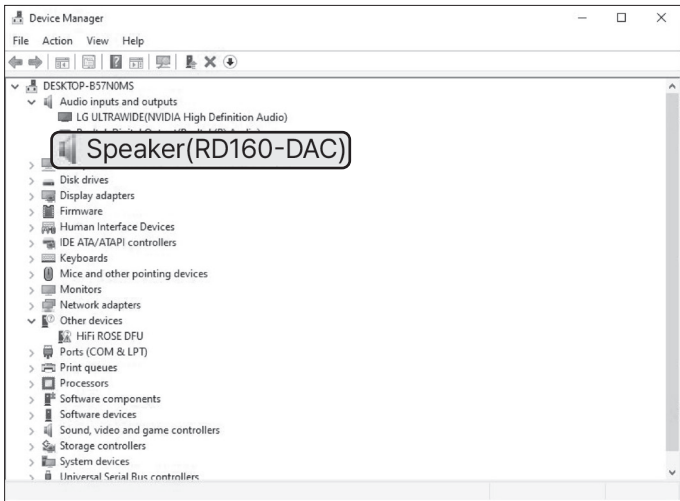 Device Manager
File Action View Help
DESKTOP-B57N0MS
Audio inputs and outputs
LG ULTRAWIDE(NVIDIA High Definition Audio)
Speaker(RD160-DAC)
Disk drives
Display adapters
Firmware
Human Interface Devices
IDE ATA/ATAPI controllers
Keyboards
Mice and other pointing devices
Monitors
Network adapters
Other devices
HiFi ROSE DFU
Ports (COM & LPT)
Print queues
Processors
Software components
Software devices
Sound, video and game controllers
Storage controllers
System devices
Universal Serial Bus controllers